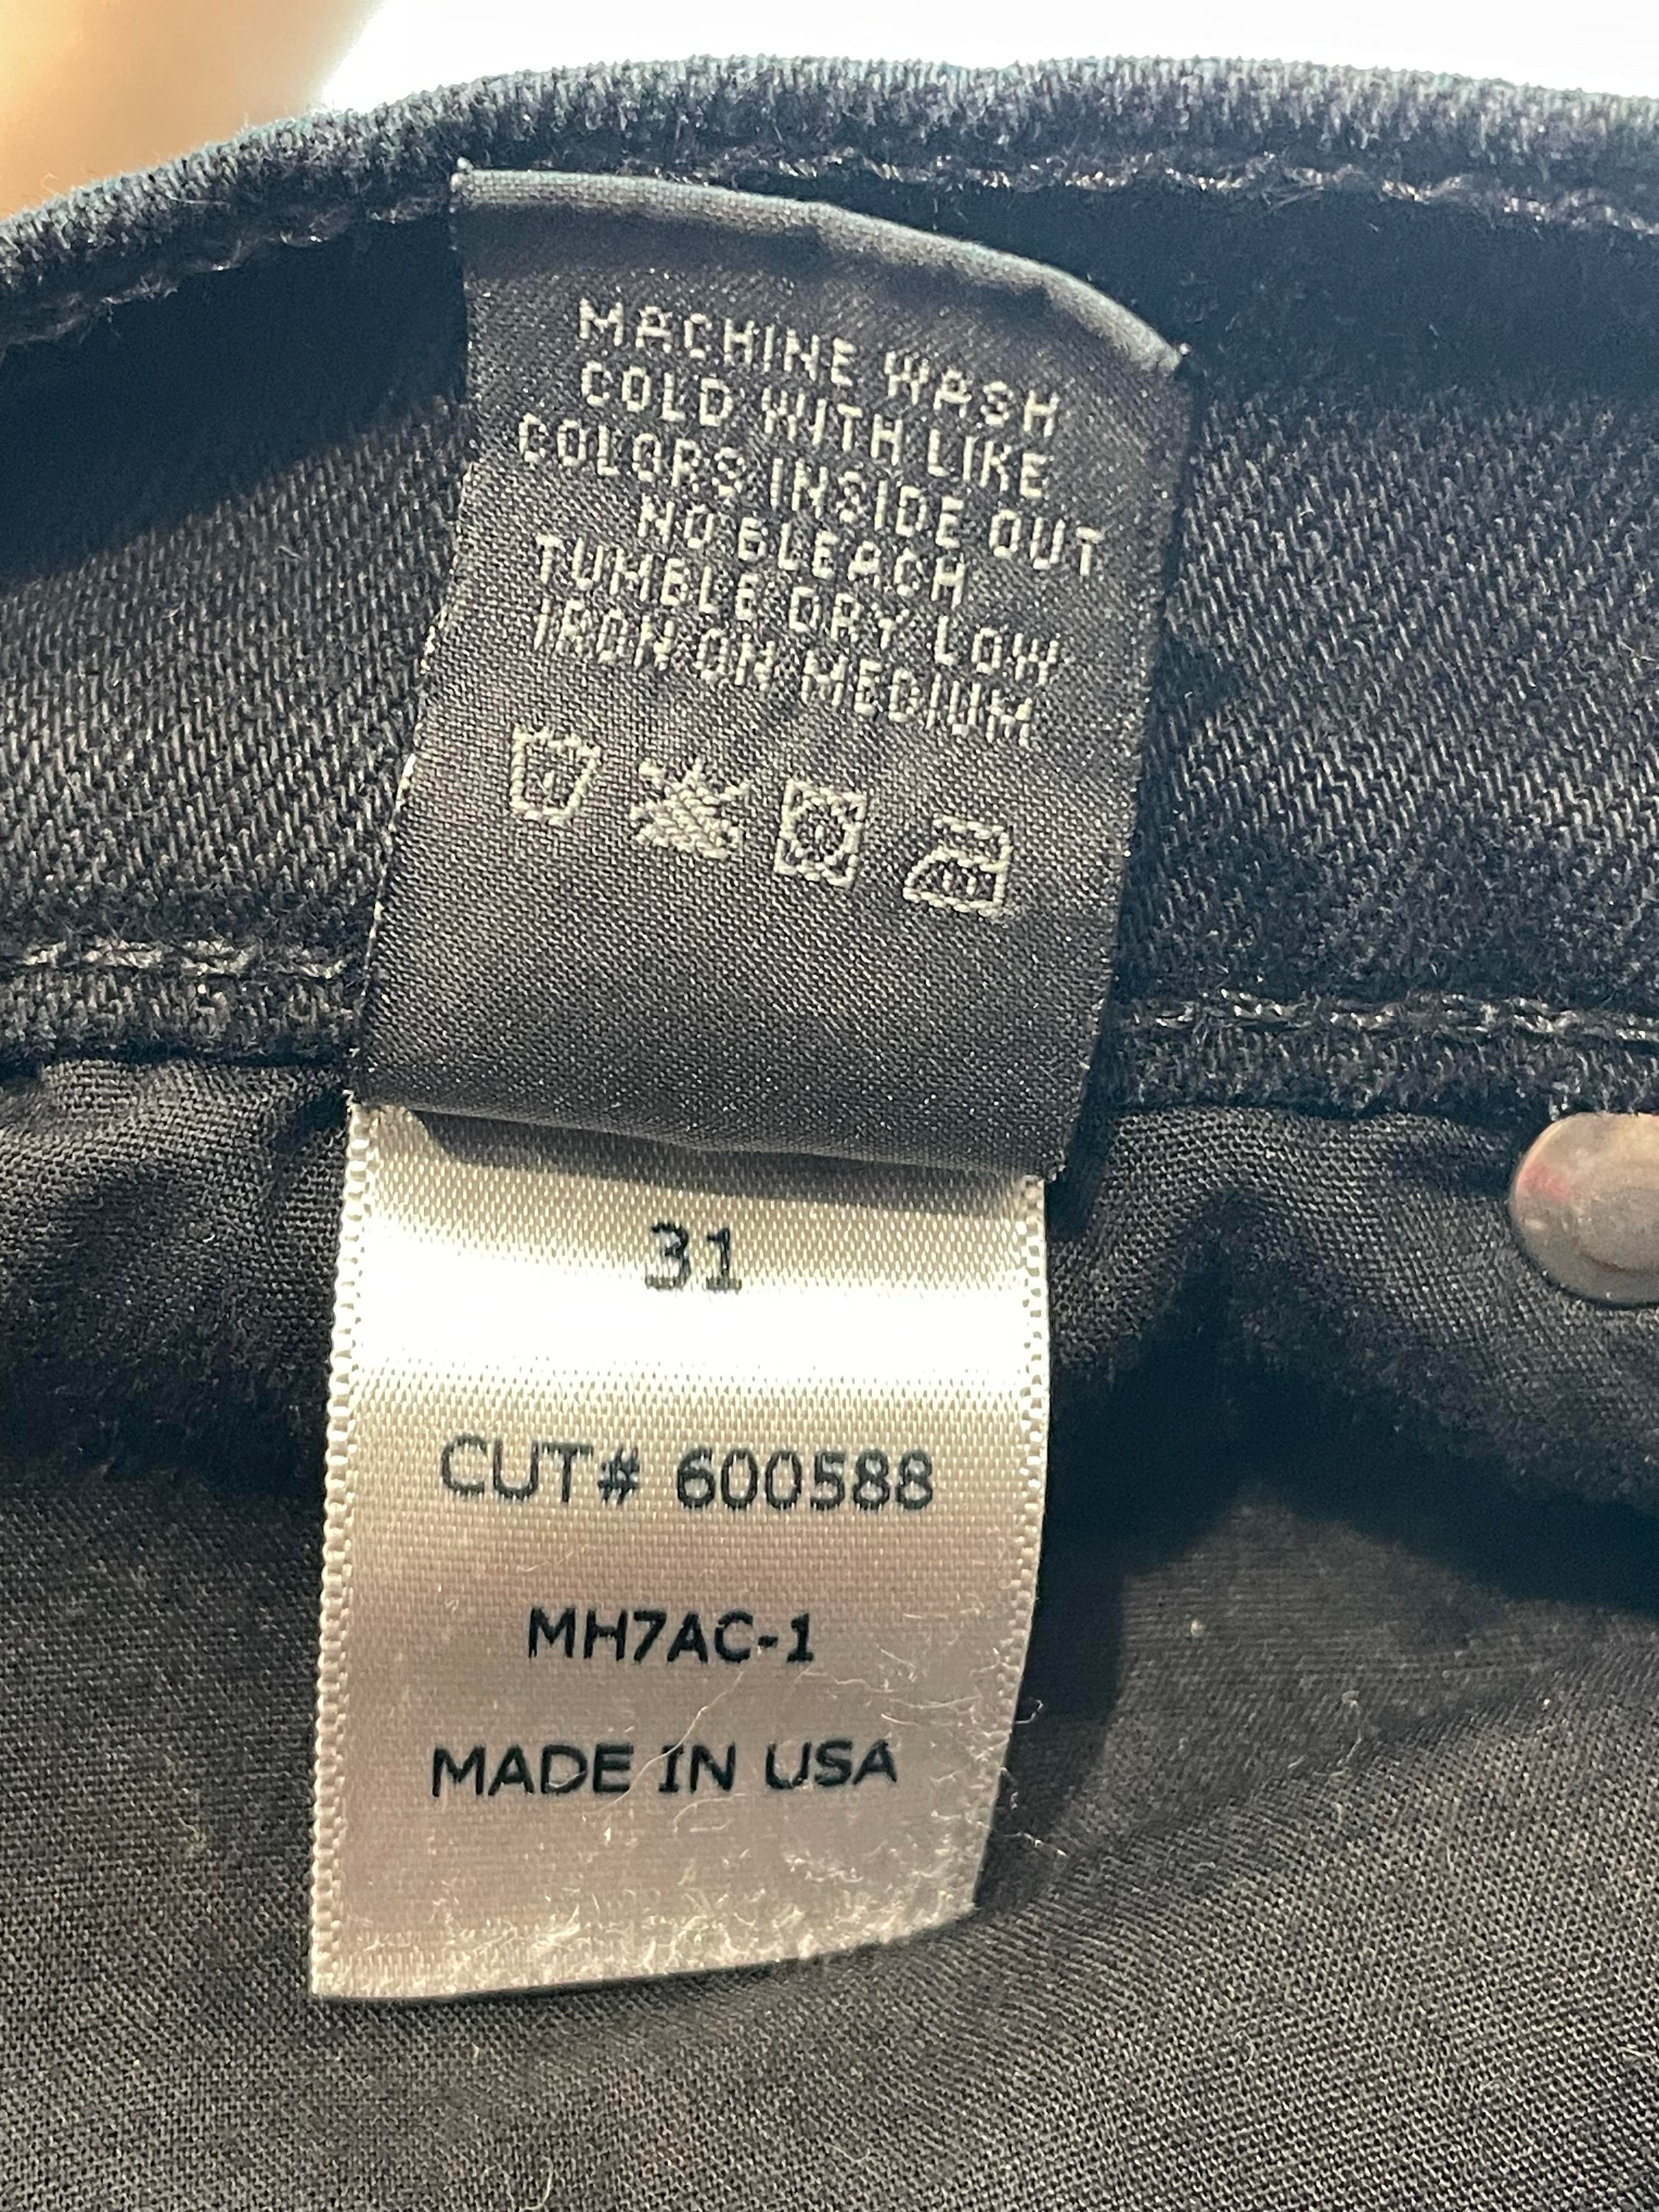 MACHINE WASH
COLD WITH LIKE
COLORS INSIDE OUT
NO BLEACH
TUMBLE DRY LOW
IRON ON MEDIUM
31
CUT# 600588
MH7AC-1
MADE IN USA